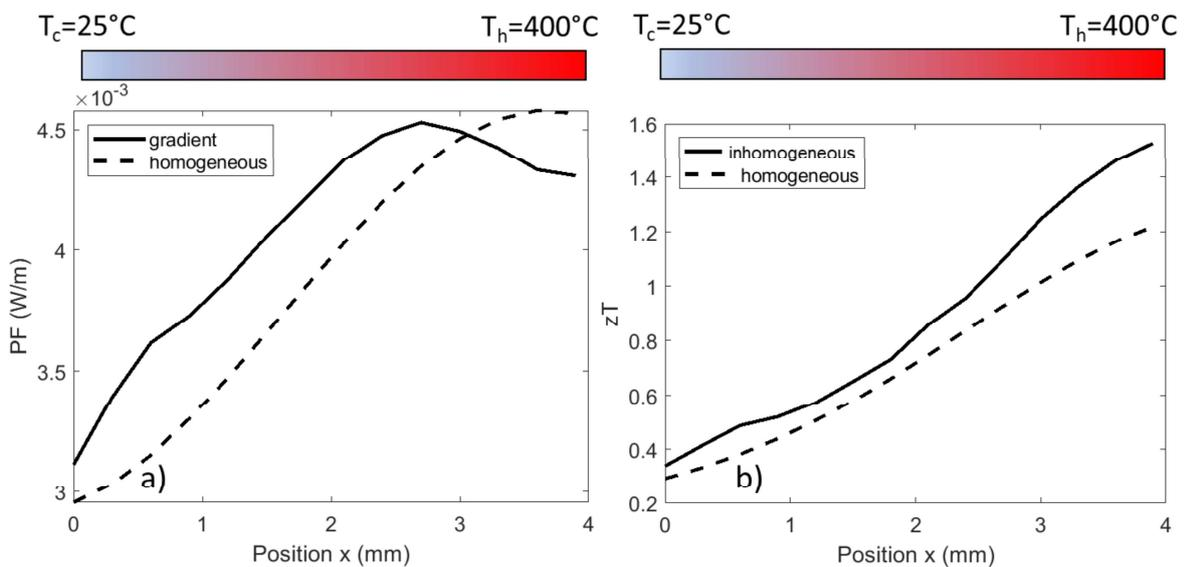 T_c=25°C
T_h=400°C
×10^-3
4.5
4
3.5
3
PF (W/m)
gradient
homogeneous
a)
0
1
2
3
4
Position x (mm)
T_c=25°C
T_h=400°C
1.6
1.4
1.2
1
0.8
0.6
0.4
0.2
zT
inhomogeneous
homogeneous
b)
0
1
2
3
4
Position x (mm)